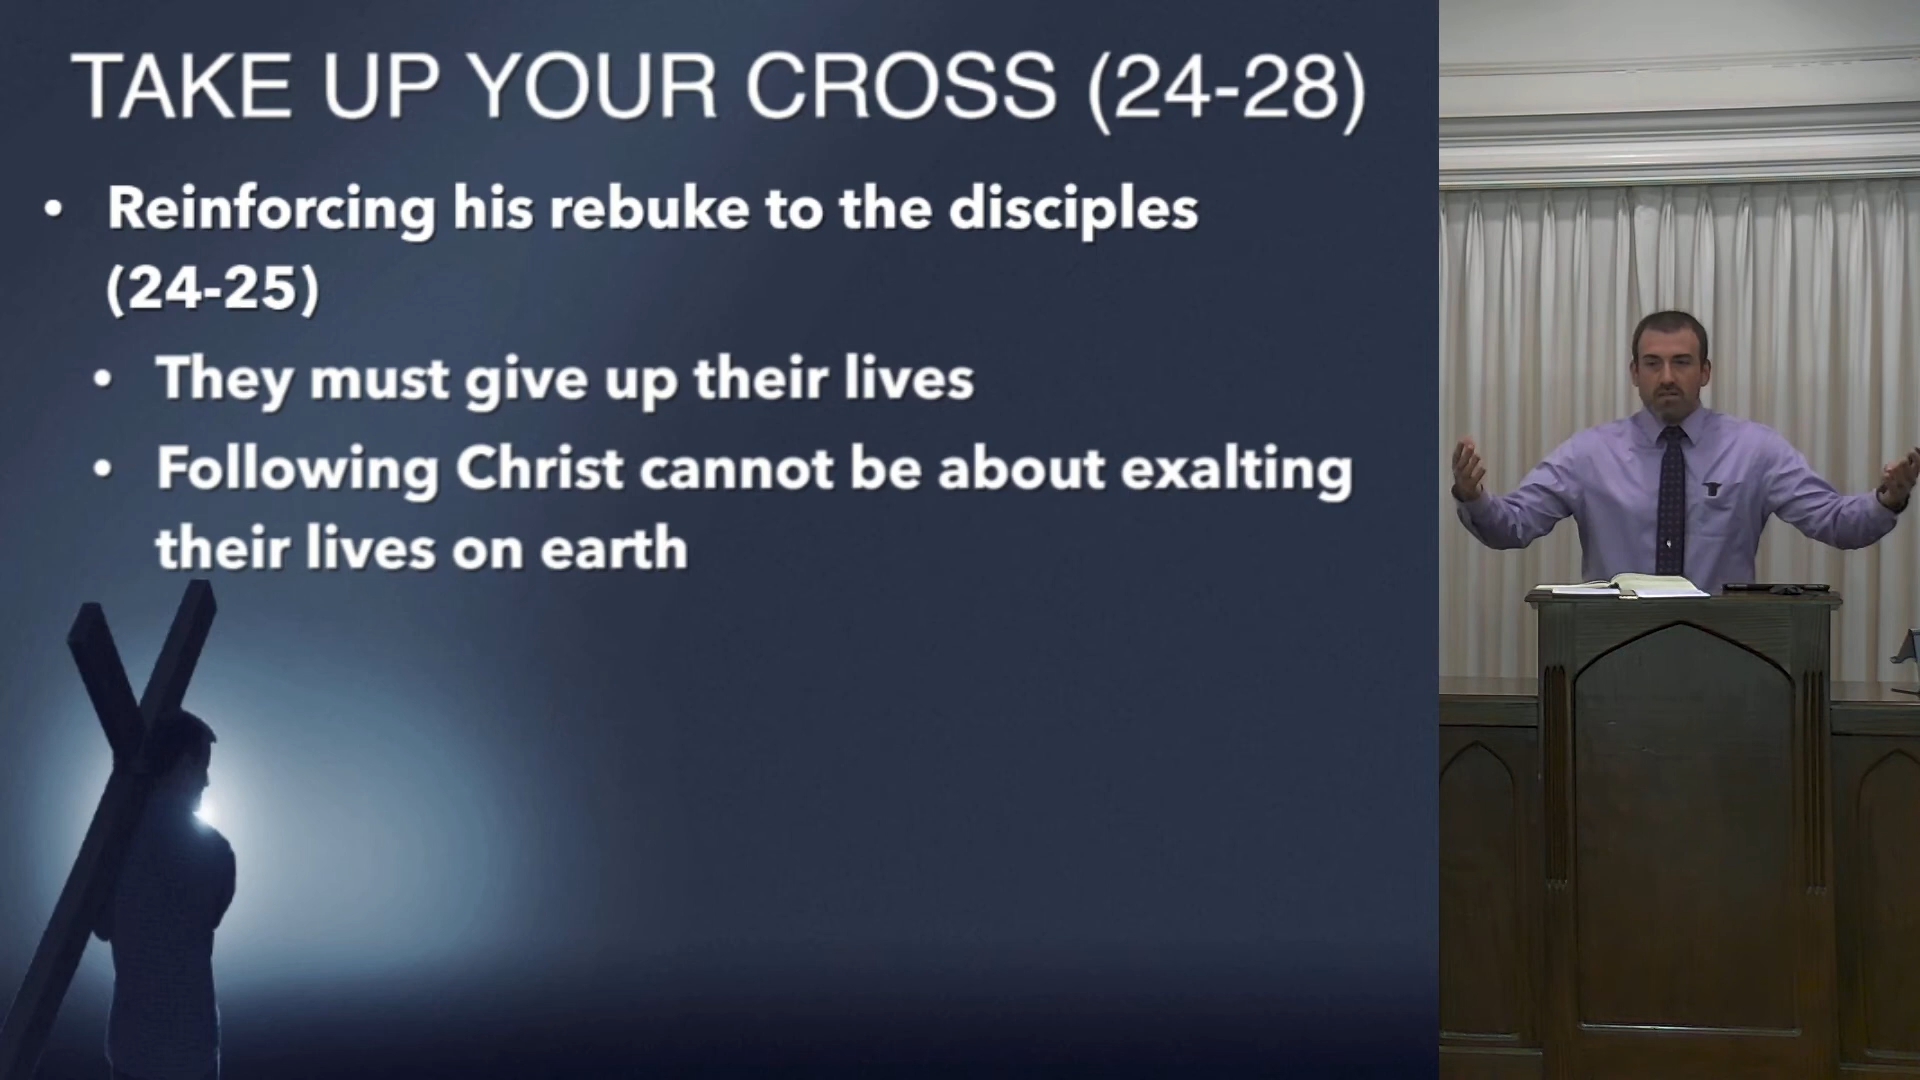 TAKE UP YOUR CROSS (24-28)
• Reinforcing his rebuke to the disciples
(24-25)
• They must give up their lives
• Following Christ cannot be about exalting
their lives on earth